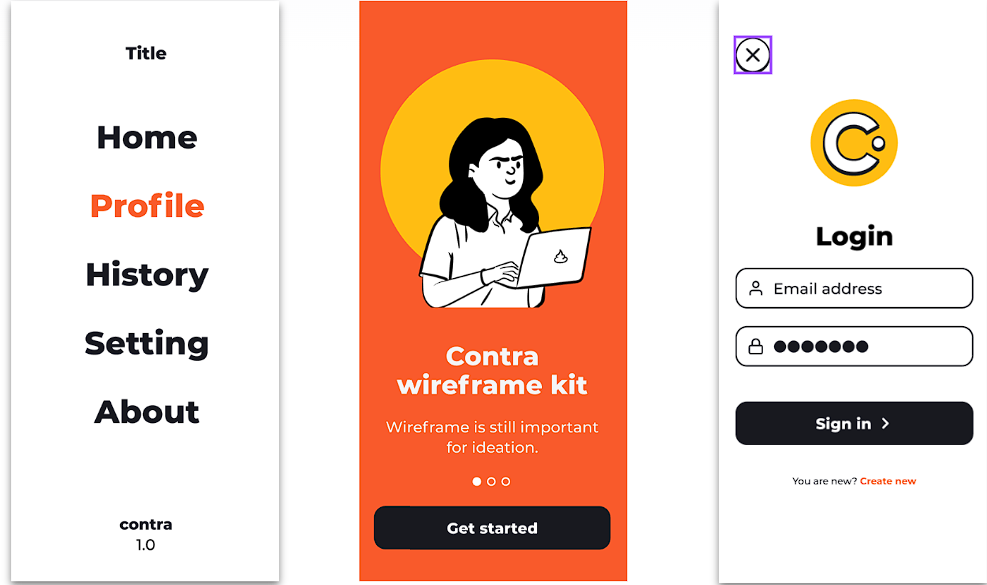 Title
Home
Profile
History
Setting
About
contra
1.0
Contra
wireframe kit
Wireframe is still important
for ideation.
Get started
Login
Email address
Sign in
You are new? Create new